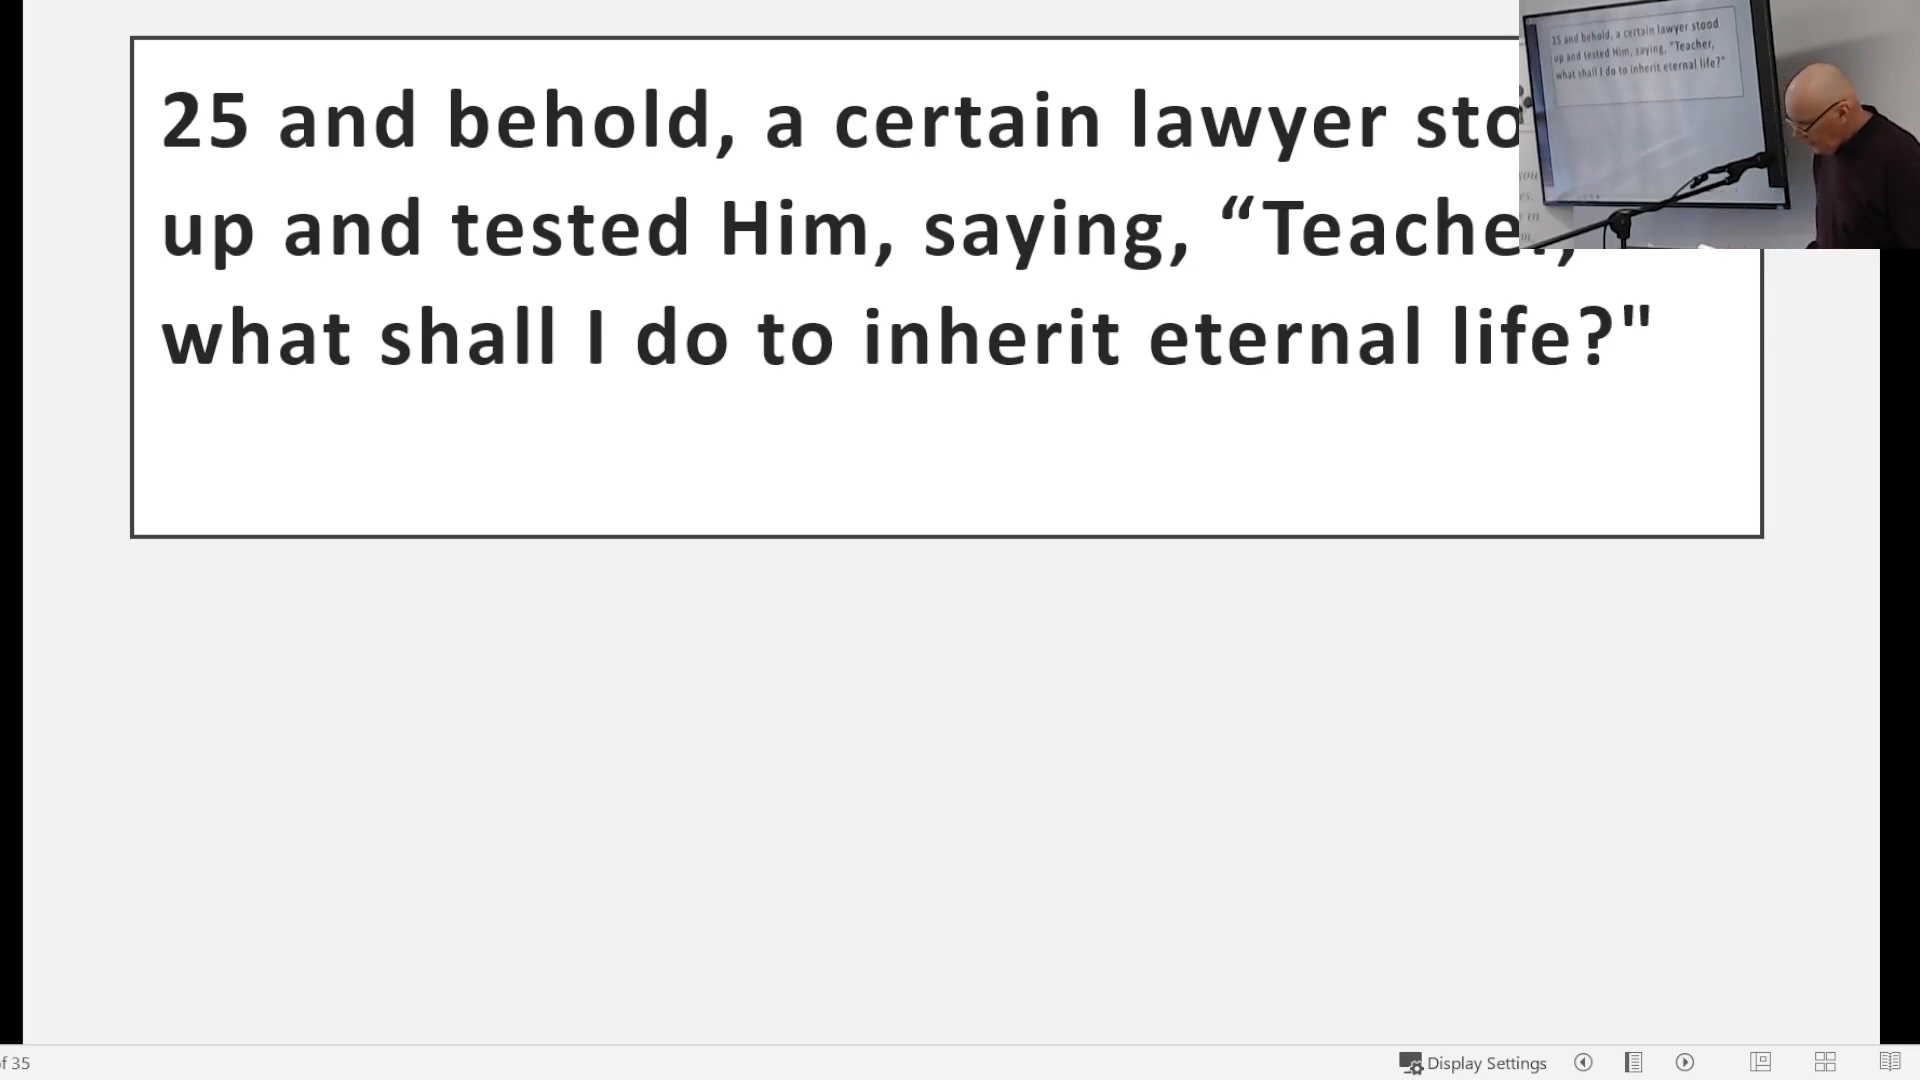 25 and behold, a certain lawyer sto
up and tested Him, saying, “Teacher,
what shall I do to inherit eternal life?"
25 and behold, a certain lawyer stood
up and tested Him, saying, "Teacher,
what shall I do to inherit eternal life?"
of 35
Display Settings